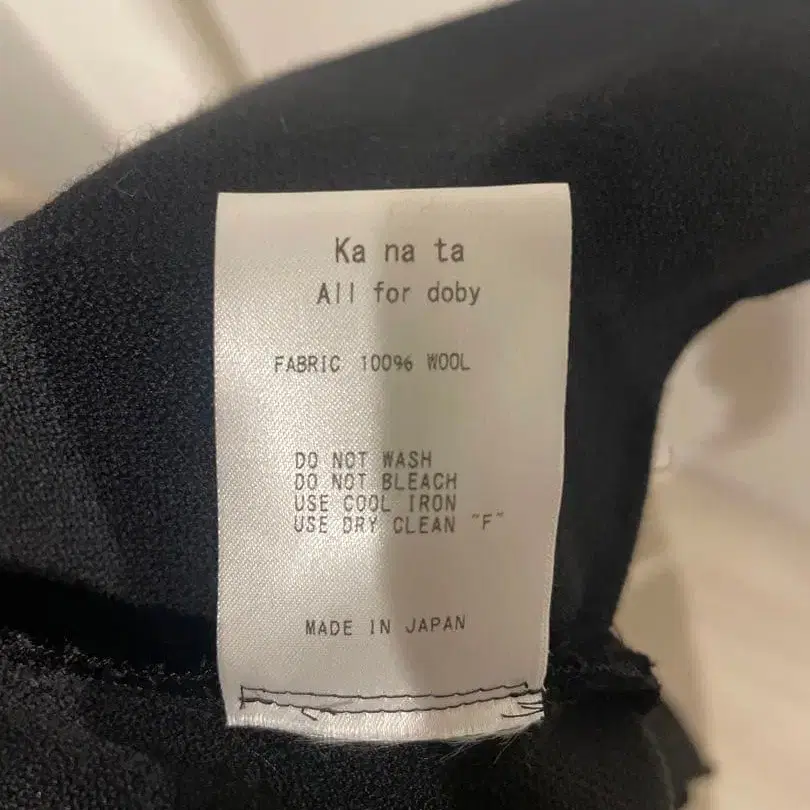 Ka na ta
All for doby
FABRIC 100% WOOL
DO NOT WASH
DO NOT BLEACH
USE COOL IRON
USE DRY CLEAN "F"
MADE IN JAPAN